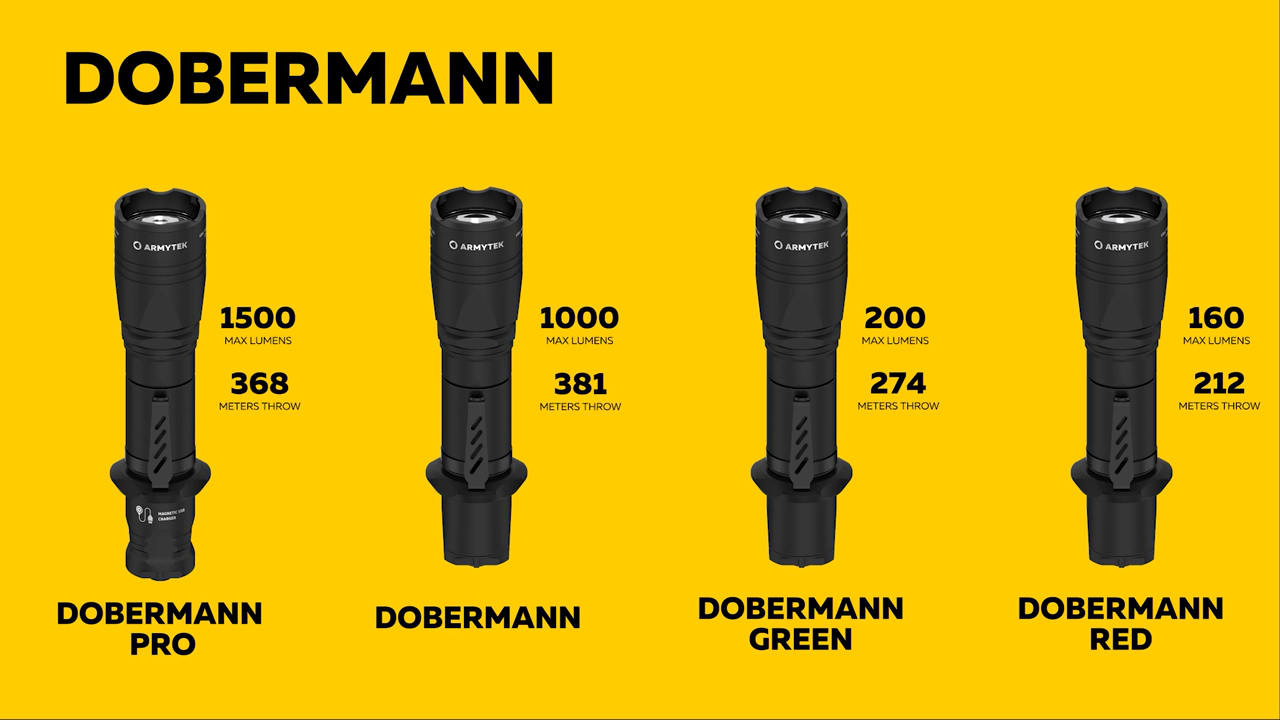 DOBERMANN
ARMYTEK
1500
MAX LUMENS
368
METERS THROW
MAGNETIC USB
CHARGER
DOBERMANN
PRO
ARMYTEK
1000
MAX LUMENS
381
METERS THROW
DOBERMANN
ARMYTEK
200
MAX LUMENS
274
METERS THROW
DOBERMANN
GREEN
ARMYTEK
160
MAX LUMENS
212
METERS THROW
DOBERMANN
RED